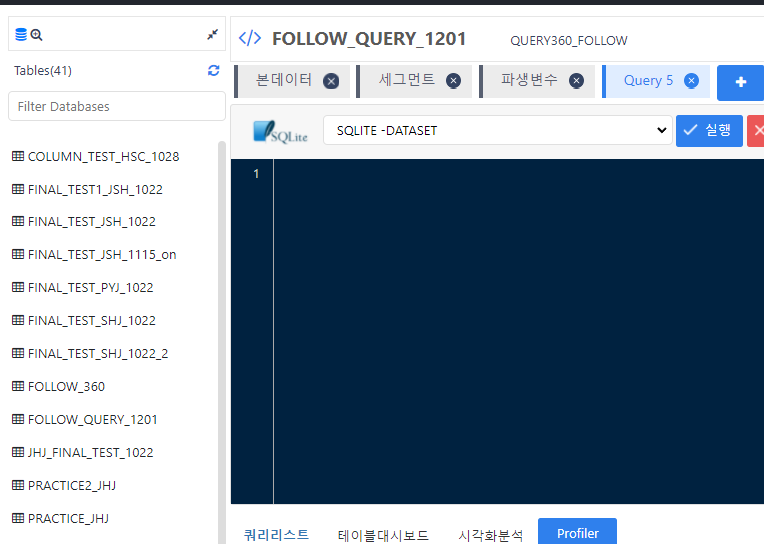 FOLLOW_QUERY_1201
QUERY360_FOLLOW
Tables(41)
Filter Databases
COLUMN_TEST_HSC_1028
FINAL_TEST1_JSH_1022
FINAL_TEST_JSH_1022
FINAL_TEST_JSH_1115_on
FINAL_TEST_PYJ_1022
FINAL_TEST_SHJ_1022
FINAL_TEST_SHJ_1022_2
FOLLOW_360
FOLLOW_QUERY_1201
JHJ_FINAL_TEST_1022
PRACTICE2_JHJ
PRACTICE_JHJ
본데이터
세그먼트
파생변수
Query 5
SQLite
SQLITE -DATASET
실행
1
쿼리리스트
테이블대시보드
시각화분석
Profiler